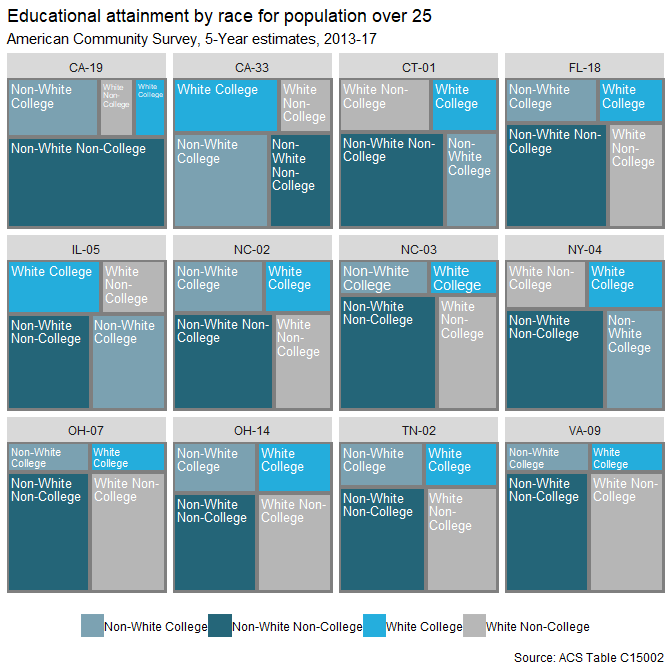 Educational attainment by race for population over 25
American Community Survey, 5-Year estimates, 2013-17
CA-19
CA-33
CT-01
FL-18
Non-White
College
White
Non-
College
White
College
Non-White Non-College
White College
White
Non-
College
Non-White
College
Non-
White
Non-
College
White Non-
College
White
College
Non-White Non-
College
Non-
White
College
Non-White
College
White
College
Non-White Non-
College
White Non-
College
IL-05
NC-02
NC-03
NY-04
White College
White
Non-
College
Non-White
Non-College
Non-White
College
Non-White
College
White
College
Non-White Non-
College
White Non-
College
Non-White
College
White
College
Non-White
Non-College
White Non-
College
White Non-
College
White
College
Non-White
Non-College
Non-
White
College
OH-07
OH-14
TN-02
VA-09
Non-White
College
White
College
Non-White
Non-College
White Non-
College
Non-White
College
White
College
Non-White
Non-College
White Non-
College
Non-White
College
White
College
Non-White
Non-College
White
Non-
College
Non-White
College
White
College
Non-White
Non-College
White Non-
College
Non-White College
Non-White Non-College
White College
White Non-College
Source: ACS Table C15002